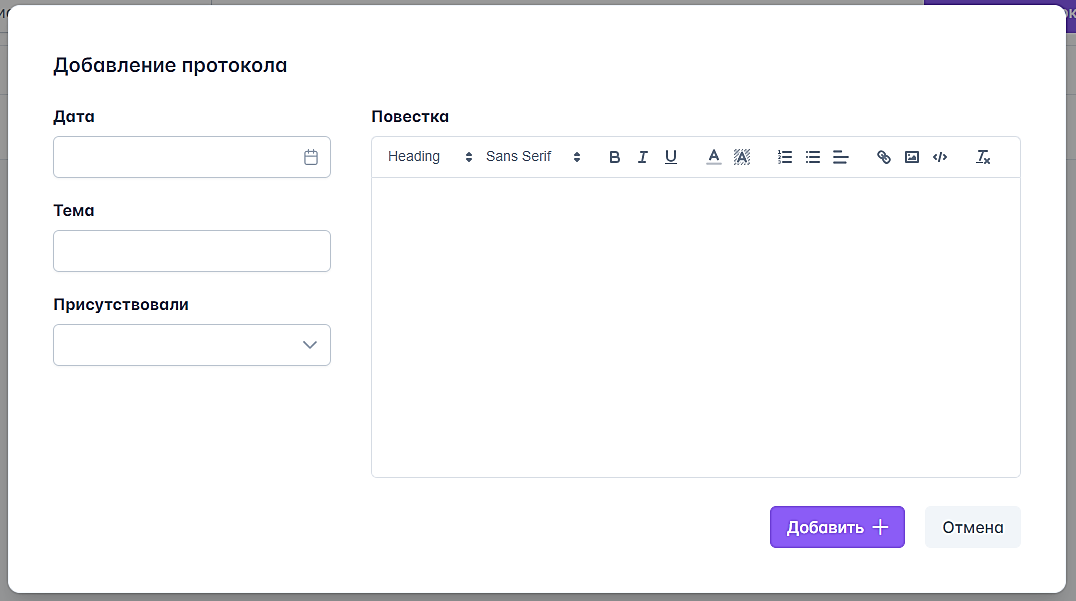 Добавление протокола
Дата
Повестка
Heading Sans Serif B I U A A
Тема
Присутствовали
Добавить +
Отмена